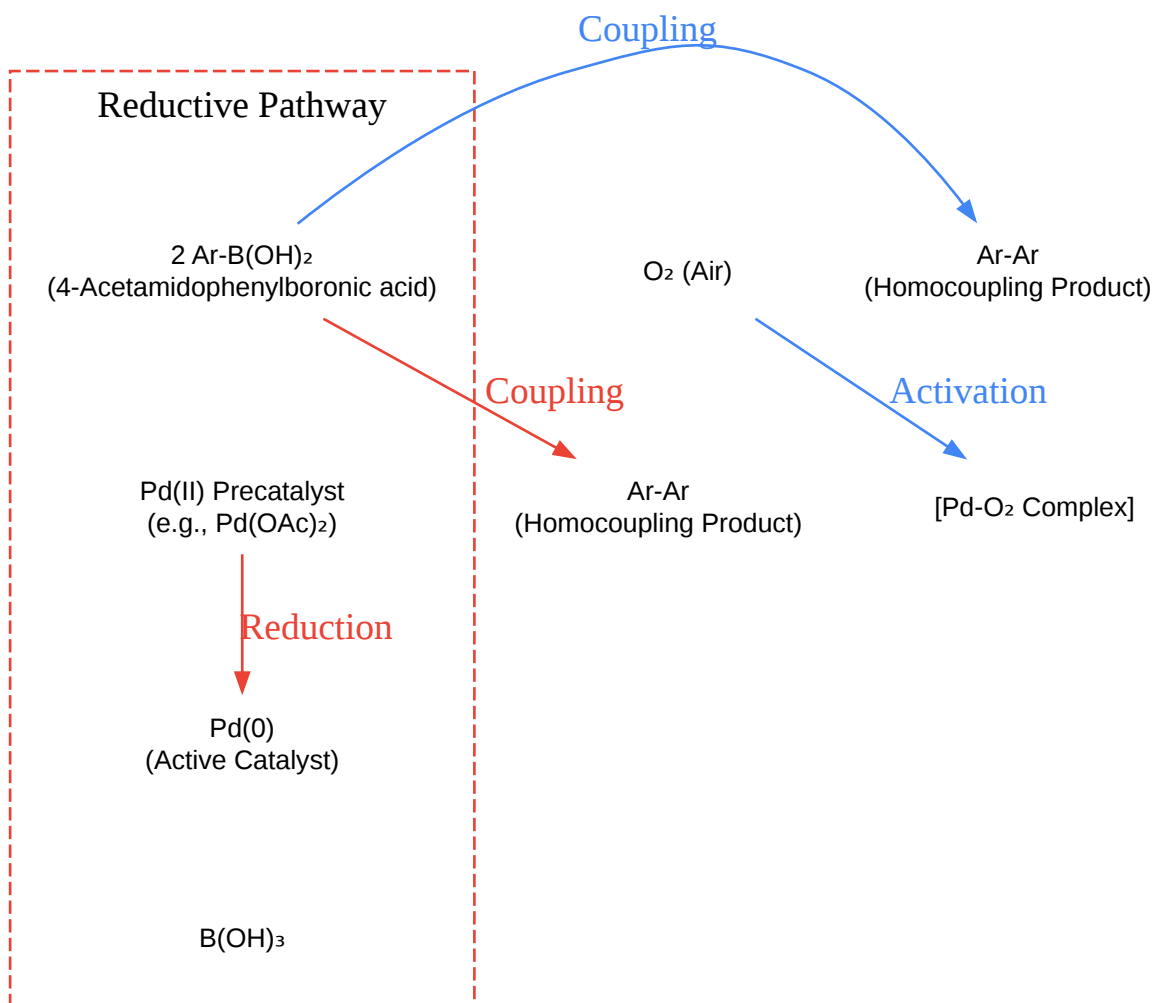 Coupling
Reductive Pathway
2 Ar-B(OH)₂
(4-Acetamidophenylboronic acid)
O₂ (Air)
Ar-Ar
(Homocoupling Product)
Coupling
Activation
Pd(II) Precatalyst
(e.g., Pd(OAc)₂)
Ar-Ar
(Homocoupling Product)
[Pd-O₂ Complex]
Reduction
Pd(0)
(Active Catalyst)
B(OH)₃